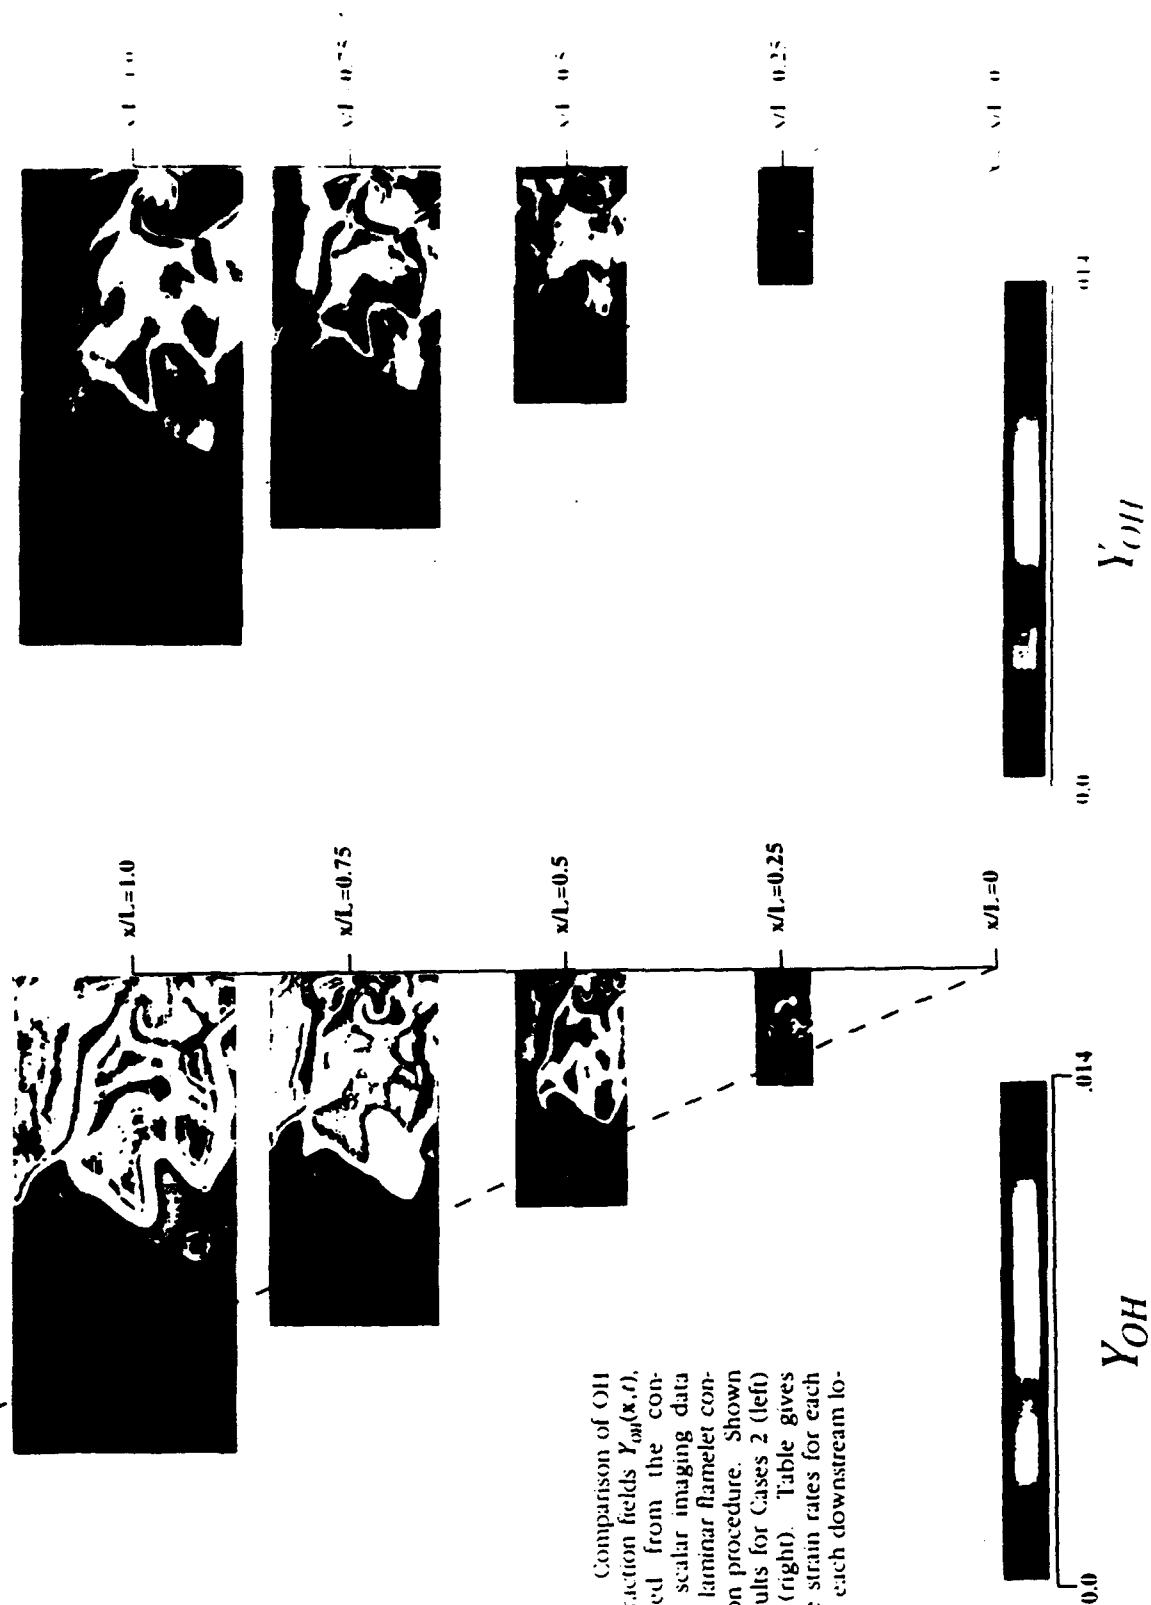 x/L=1.0
x/L=0.75
x/L=0.5
x/L=0.25
x/L=0
0.0
.014
Y_OH
Comparison of OH
action fields Y_OH(x,t),
ed from the con-
scalar imaging data
laminar flamelet con-
on procedure. Shown
ults for Cases 2 (left)
(right). Table gives
e strain rates for each
each downstream lo-
0.0
Y_OH